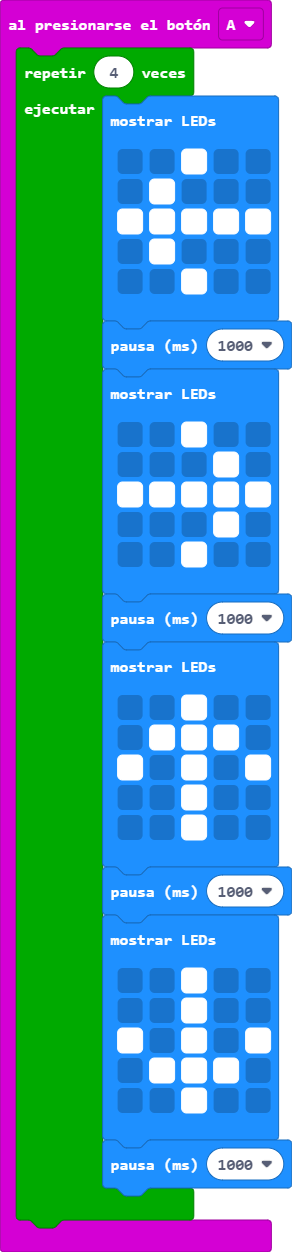 al presionarse el botón A
repetir 4 veces
ejecutar
mostrar LEDs
pausa (ms) 1000
mostrar LEDs
pausa (ms) 1000
mostrar LEDs
pausa (ms) 1000
mostrar LEDs
pausa (ms) 1000